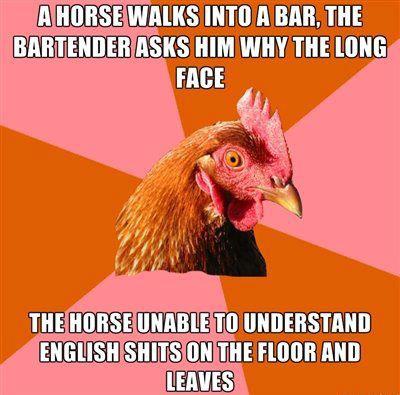 A HORSE WALKS INTO A BAR, THE
BARTENDER ASKS HIM WHY THE LONG
FACE
THE HORSE UNABLE TO UNDERSTAND
ENGLISH SHITS ON THE FLOOR AND
LEAVES